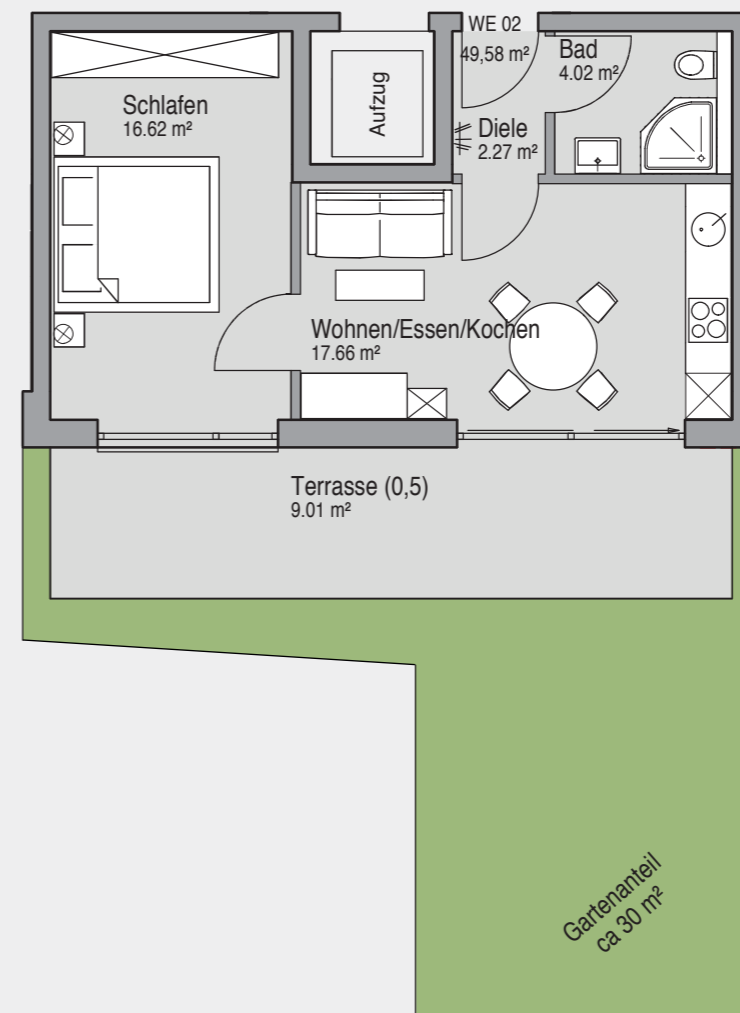 WE 02
49,58 m²
Bad
4.02 m²
Schlafen
16.62 m²
Aufzug
Diele
2.27 m²
Wohnen/Essen/Kochen
17.66 m²
Terrasse (0,5)
9.01 m²
Gartenanteil
ca 30 m²